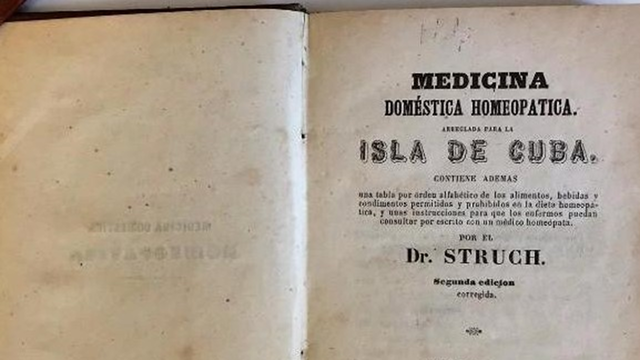 MEDICINA
DOMÉSTICA HOMEOPATICA.
ARREGLADA PARA LA
ISLA DE CUBA.
CONTIENE ADEMAS
una tabla por órden alfabético de los alimentos, bebidas y
condimentos permitidos y prohibidos en la dieta homeopá-
tica, y unas instrucciones para que los enfermos puedan
consultar por escrito con un médico homeópata.
POR EL
Dr. STRUCH.
Segunda edicion
corregida.